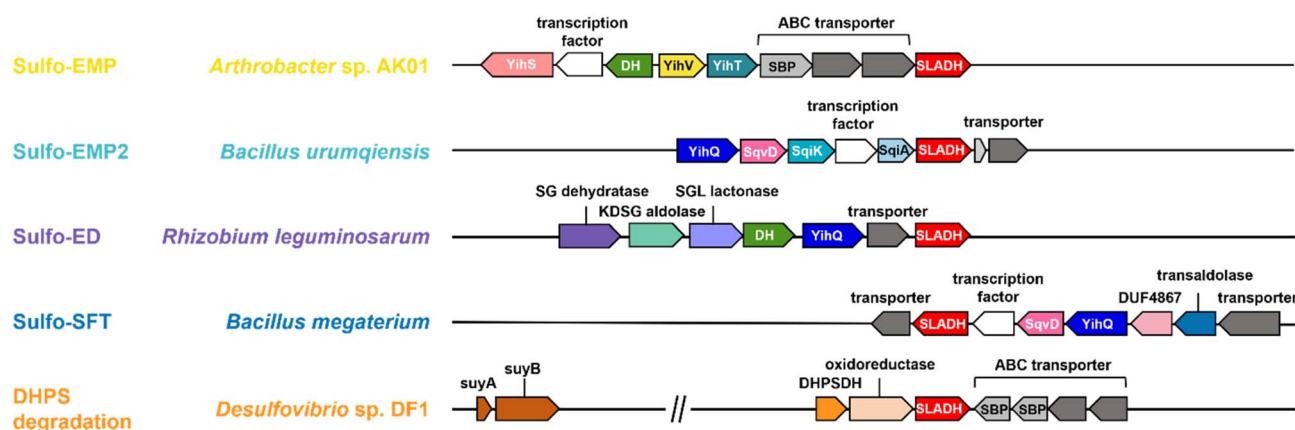 transcription
factor
ABC transporter
Sulfo-EMP
Arthrobacter sp. AK01
YihS
DH
YihV
YihT
SBP
SLADH
transcription
factor
transporter
Sulfo-EMP2
Bacillus urumqiensis
YihQ
SqvD
SqiK
SqiA
SLADH
SG dehydratase
SGL lactonase
KDSG aldolase
transporter
Sulfo-ED
Rhizobium leguminosarum
DH
YihQ
SLADH
transcription
factor
transaldolase
transporter
DUF4867
transporter
Sulfo-SFT
Bacillus megaterium
SLADH
SqvD
YihQ
oxidoreductase
suyB
suyA
DHPSDH
ABC transporter
DHPS
degradation
Desulfovibrio sp. DF1
//
SLADH
SBP
SBP